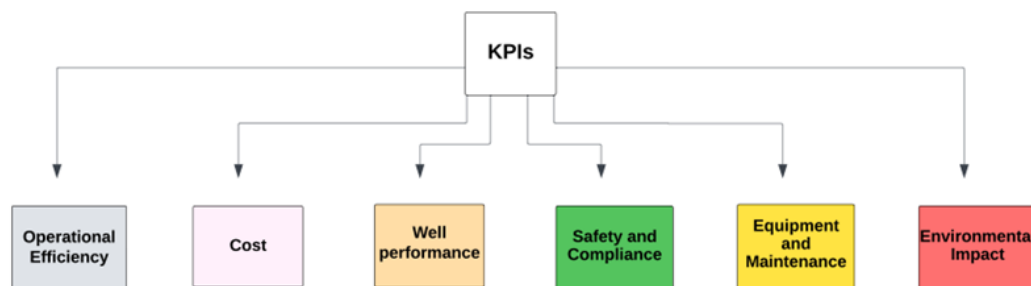 KPIs
Operational
Efficiency
Cost
Well
performance
Safety and
Compliance
Equipment
and
Maintenance
Environmental
Impact